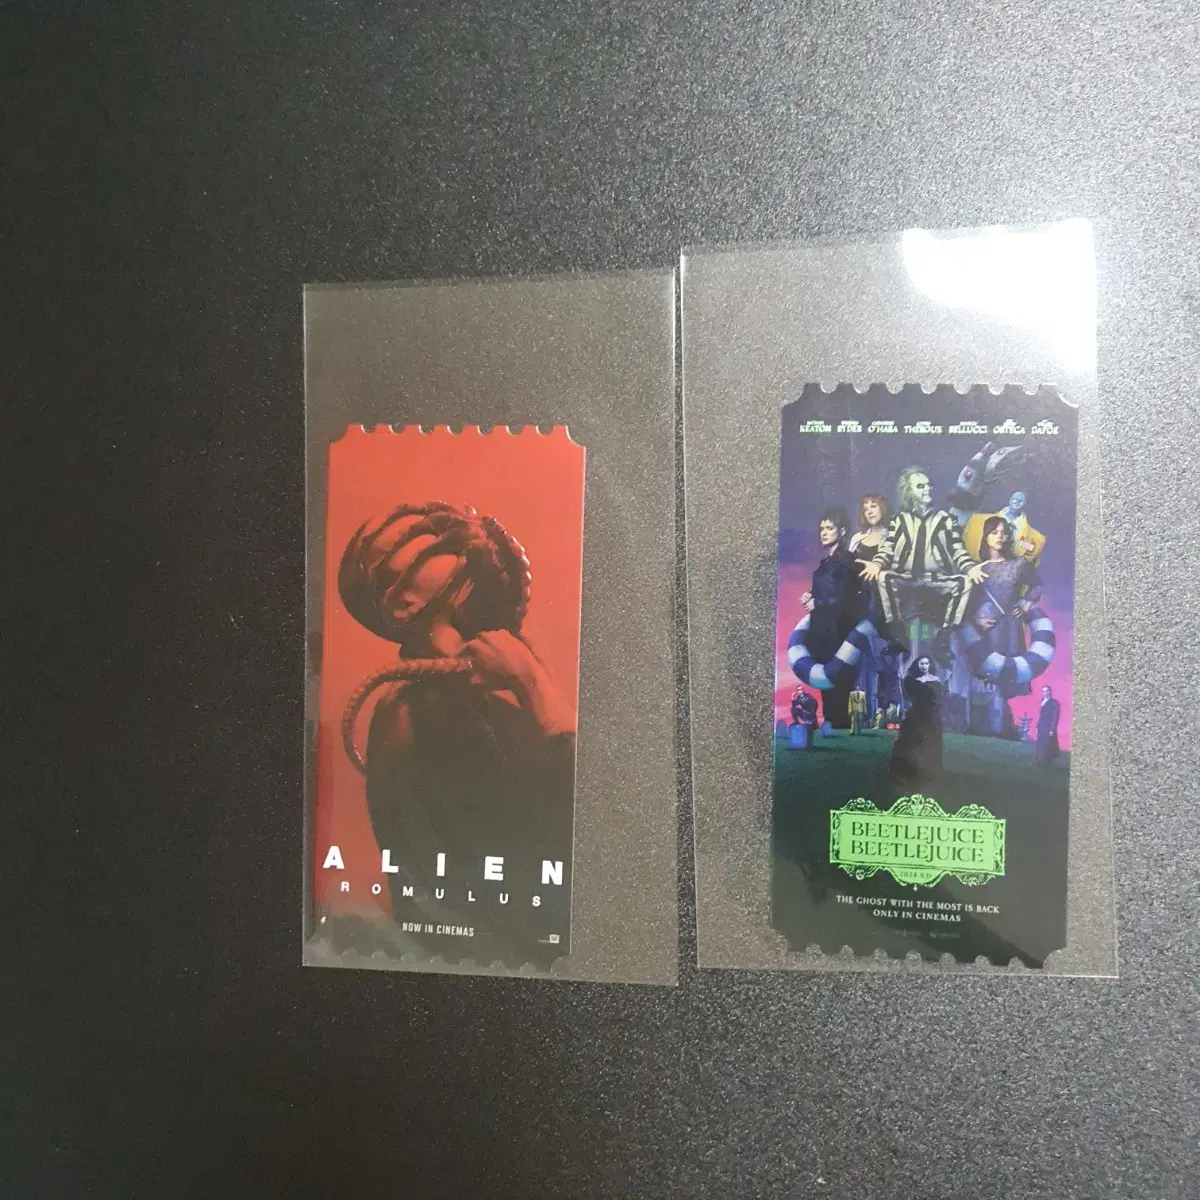 ALIEN
ROMULUS
NOW IN CINEMAS
KEATON RYDER O'HARA THEROUX BELLUCCI ORTEGA DAFOE
BEETLEJUICE
BEETLEJUICE
THE GHOST WITH THE MOST IS BACK
ONLY IN CINEMAS